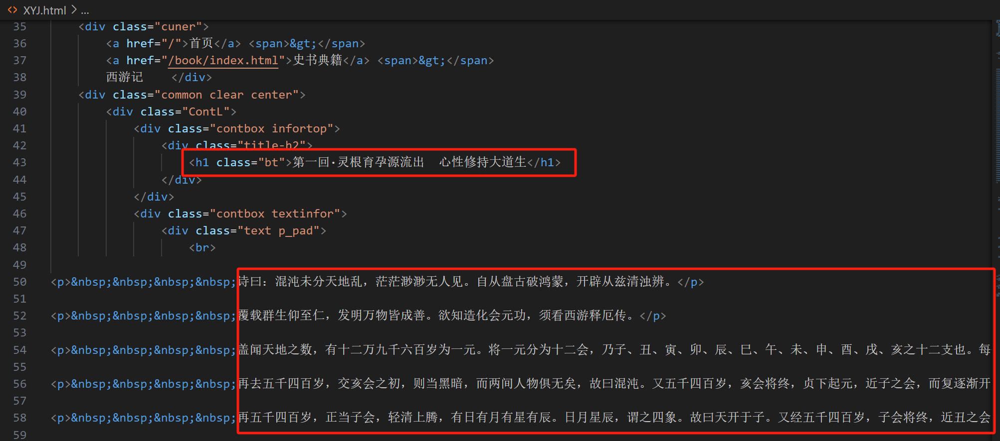 XYJ.html > ...
35 <div class="cuner">
36 <a href="/">首页</a> <span>&gt;</span>
37 <a href="/book/index.html">史书典籍</a> <span>&gt;</span>
38 西游记    </div>
39 <div class="common clear center">
40 <div class="ContL">
41 <div class="contbox infortop">
42 <div class="title-h2">
43 <h1 class="bt">第一回·灵根育孕源流出　心性修持大道生</h1>
44 </div>
45 </div>
46 <div class="contbox textinfor">
47 <div class="text p_pad">
48 <br>
49
50 <p>&nbsp;&nbsp;&nbsp;&nbsp;诗曰：混沌未分天地乱，茫茫渺渺无人见。自从盘古破鸿蒙，开辟从兹清浊辨。</p>
51
52 <p>&nbsp;&nbsp;&nbsp;&nbsp;覆载群生仰至仁，发明万物皆成善。欲知造化会元功，须看西游释厄传。</p>
53
54 <p>&nbsp;&nbsp;&nbsp;&nbsp;盖闻天地之数，有十二万九千六百岁为一元。将一元分为十二会，乃子、丑、寅、卯、辰、巳、午、未、申、酉、戌、亥之十二支也。每
55
56 <p>&nbsp;&nbsp;&nbsp;&nbsp;再去五千四百岁，交亥会之初，则当黑暗，而两间人物俱无矣，故曰混沌。又五千四百岁，亥会将终，贞下起元，近子之会，而复逐渐开
57
58 <p>&nbsp;&nbsp;&nbsp;&nbsp;再五千四百岁，正当子会，轻清上腾，有日有月有星有辰。日月星辰，谓之四象。故曰天开于子。又经五千四百岁，子会将终，近丑之会
59